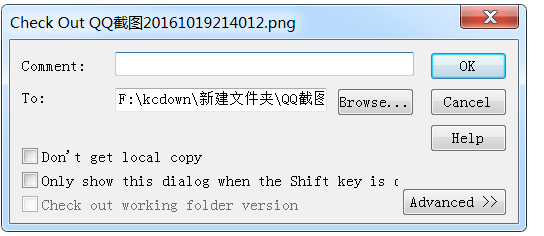 Check Out QQ截图20161019214012.png
Comment:
OK
To:
F:\kcdown\新建文件夹\QQ截图
Browse...
Cancel
Help
Don't get local copy
Only show this dialog when the Shift key is
Check out working folder version
Advanced >>